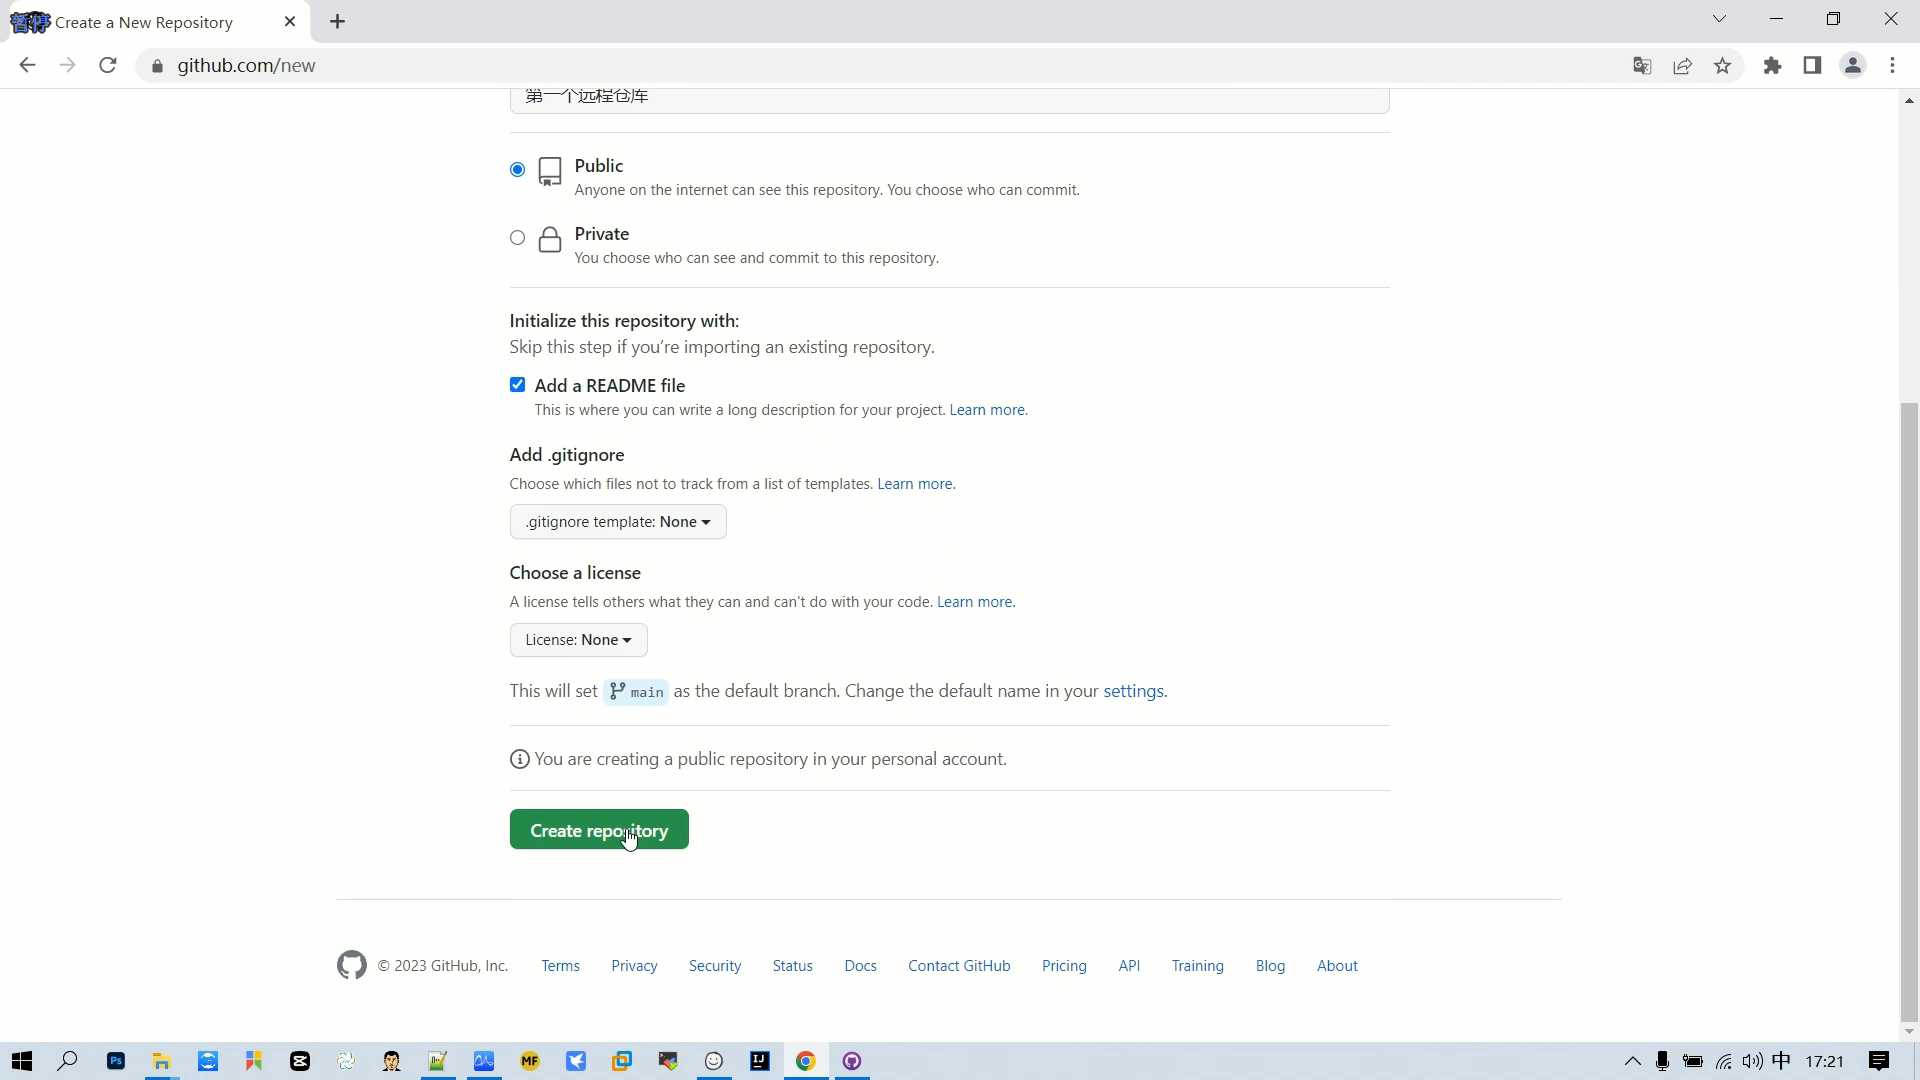 暂停
Create a New Repository
github.com/new
第一个远程仓库
Public
Anyone on the internet can see this repository. You choose who can commit.
Private
You choose who can see and commit to this repository.
Initialize this repository with:
Skip this step if you're importing an existing repository.
Add a README file
This is where you can write a long description for your project. Learn more.
Add .gitignore
Choose which files not to track from a list of templates. Learn more.
.gitignore template: None
Choose a license
A license tells others what they can and can't do with your code. Learn more.
License: None
This will set main as the default branch. Change the default name in your settings.
You are creating a public repository in your personal account.
Create repository
© 2023 GitHub, Inc. Terms Privacy Security Status Docs Contact GitHub Pricing API Training Blog About
Ps MF IJ 中 17:21